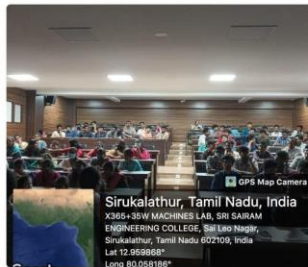 GPS Map Camera
Sirukalathur, Tamil Nadu, India
X365+35W MACHINES LAB, SRI SAIRAM
ENGINEERING COLLEGE, Sai Leo Nagar,
Sirukalathur, Tamil Nadu 602109, India
Lat 12.959868°
Long 80.058186°